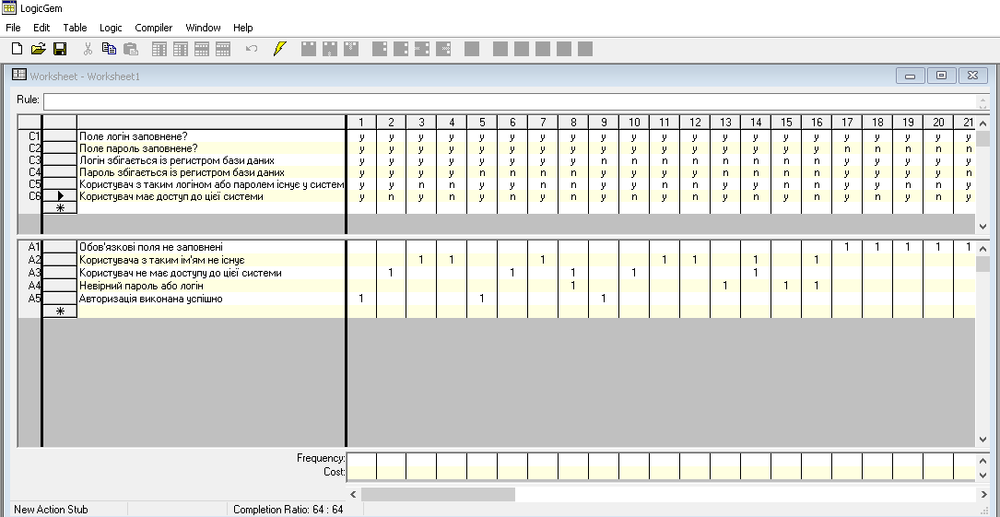 LogicGem
File Edit Table Logic Compiler Window Help
Worksheet - Worksheet1
Rule:
1 2 3 4 5 6 7 8 9 10 11 12 13 14 15 16 17 18 19 20 21
C1 Поле логін заповнене? y y y y y y y y y y y y y y y y y y y y y
C2 Поле пароль заповнене? y y y y y y y y y y y y y y y y n n n n n
C3 Логін збігається із регистром бази даних y y y y y y y y n n n n n n n n y y y y y
C4 Пароль збігається із регистром бази даних y y y y n n n n y y y y n n n n y y y y n
C5 Користувач з таким логіном або паролем існує у систем y y n n y y n n y y n n y y n n y y n n y
C6 Користувач має доступ до цієї системи y n y n y n y n y n y n y n y n y n y n y
*
A1 Обов'язкові поля не заповнені 1 1 1 1 1
A2 Користувача з таким ім'ям не існує 1 1 1 1 1 1 1
A3 Користувач не має доступу до цієї системи 1 1 1 1 1
A4 Невірний пароль або логін 1 1 1 1
A5 Авторизація виконана успішно 1 1 1
*
Frequency:
Cost:
New Action Stub Completion Ratio: 64 : 64